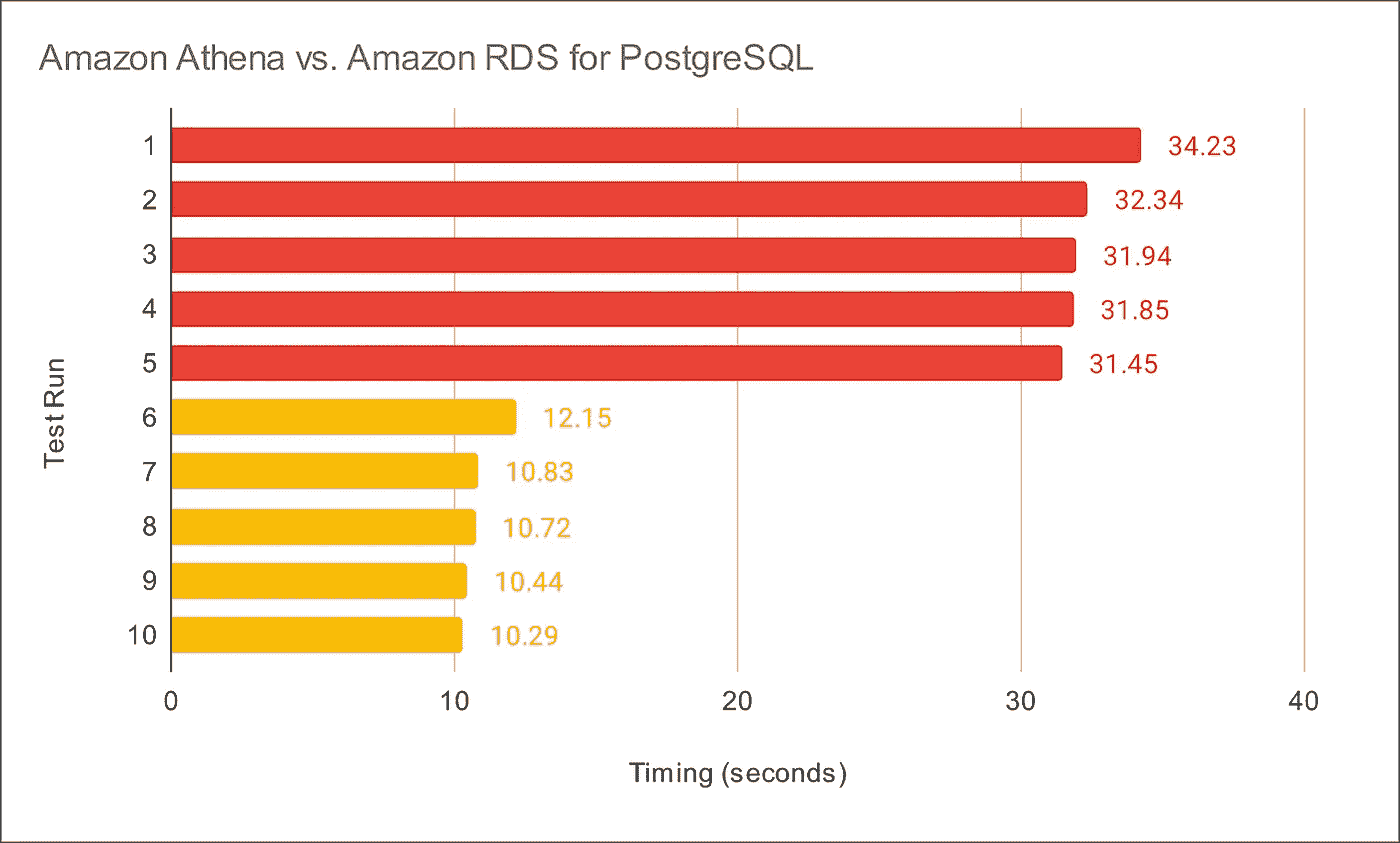 Amazon Athena vs. Amazon RDS for PostgreSQL
1 34.23
2 32.34
3 31.94
4 31.85
5 31.45
6 12.15
7 10.83
8 10.72
9 10.44
10 10.29
Test Run
0 10 20 30 40
Timing (seconds)